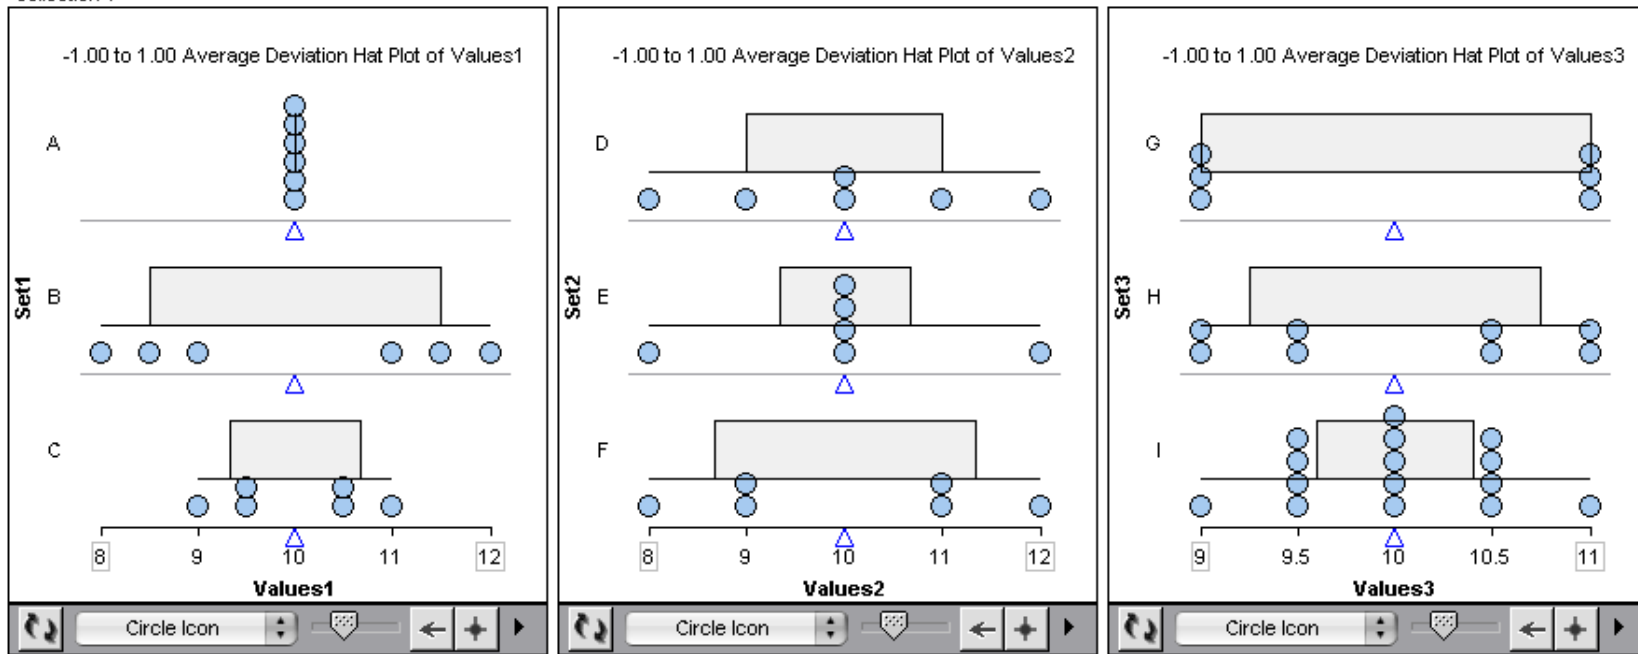 -1.00 to 1.00 Average Deviation Hat Plot of Values1
A
B
C
Set1
8 9 10 11 12
Values1
Circle Icon
-1.00 to 1.00 Average Deviation Hat Plot of Values2
D
E
F
Set2
8 9 10 11 12
Values2
Circle Icon
-1.00 to 1.00 Average Deviation Hat Plot of Values3
G
H
I
Set3
9 9.5 10 10.5 11
Values3
Circle Icon